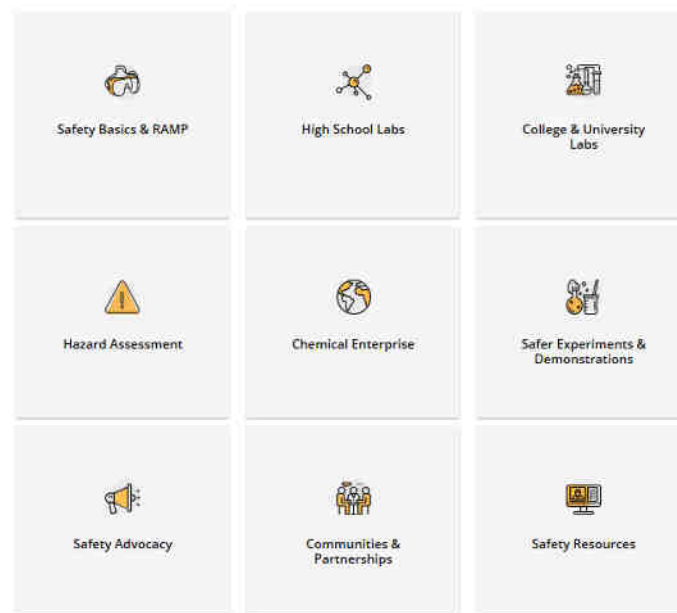 Safety Basics & RAMP
High School Labs
College & University
Labs
Hazard Assessment
Chemical Enterprise
Safer Experiments &
Demonstrations
Safety Advocacy
Communities &
Partnerships
Safety Resources